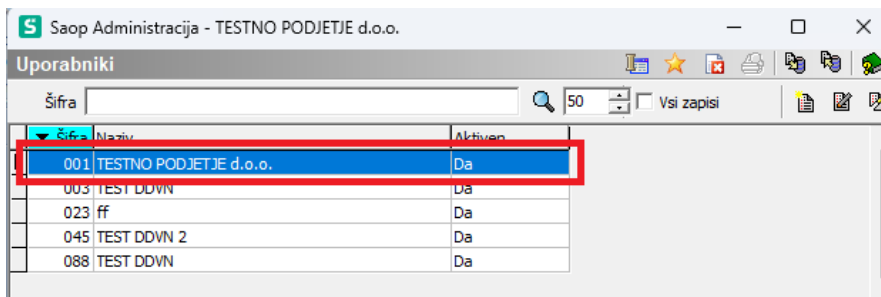 S Saop Administracija - TESTNO PODJETJE d.o.o.
Uporabniki
Šifra 50 Vsi zapisi
Šifra Naziv Aktiven
001 TESTNO PODJETJE d.o.o. Da
003 TEST DDVN Da
023 ff Da
045 TEST DDVN 2 Da
088 TEST DDVN Da